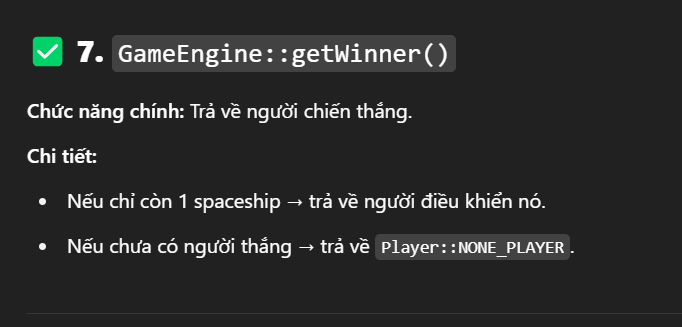 ✅ 7. GameEngine::getWinner()
Chức năng chính: Trả về người chiến thắng.
Chi tiết:
• Nếu chỉ còn 1 spaceship → trả về người điều khiển nó.
• Nếu chưa có người thắng → trả về Player::NONE_PLAYER.